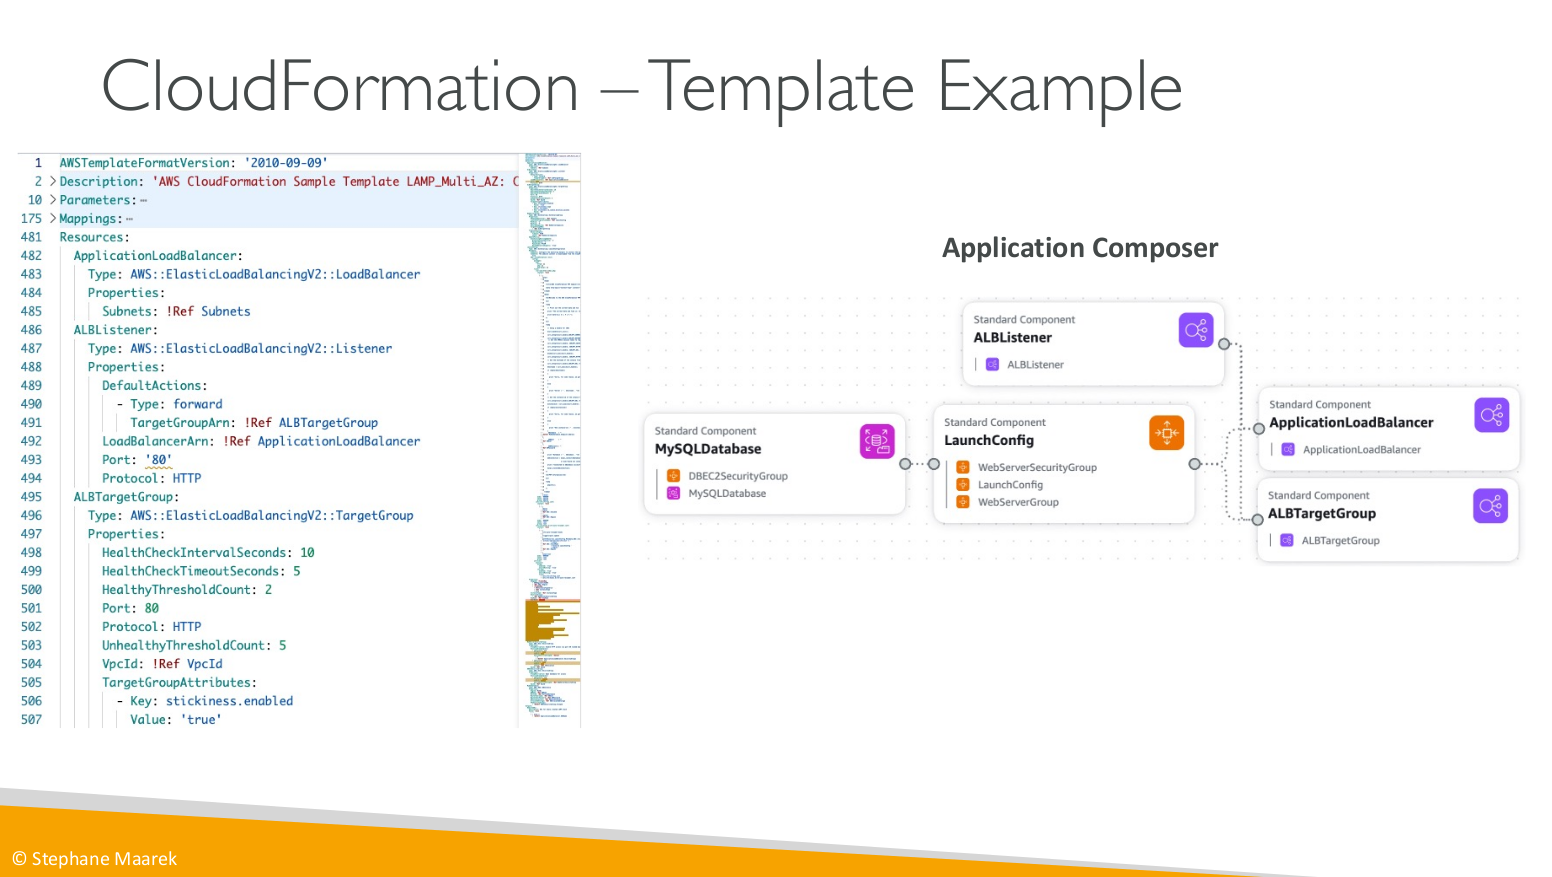 CloudFormation – Template Example
1 AWSTemplateFormatVersion: '2010-09-09'
2 Description: 'AWS CloudFormation Sample Template LAMP_Multi_AZ: C
10 Parameters:
175 Mappings:
481 Resources:
482 ApplicationLoadBalancer:
483 Type: AWS::ElasticLoadBalancingV2::LoadBalancer
484 Properties:
485 Subnets: !Ref Subnets
486 ALBListener:
487 Type: AWS::ElasticLoadBalancingV2::Listener
488 Properties:
489 DefaultActions:
490 - Type: forward
491 TargetGroupArn: !Ref ALBTargetGroup
492 LoadBalancerArn: !Ref ApplicationLoadBalancer
493 Port: '80'
494 Protocol: HTTP
495 ALBTargetGroup:
496 Type: AWS::ElasticLoadBalancingV2::TargetGroup
497 Properties:
498 HealthCheckIntervalSeconds: 10
499 HealthCheckTimeoutSeconds: 5
500 HealthyThresholdCount: 2
501 Port: 80
502 Protocol: HTTP
503 UnhealthyThresholdCount: 5
504 VpcId: !Ref VpcId
505 TargetGroupAttributes:
506 - Key: stickiness.enabled
507 Value: 'true'
Application Composer
Standard Component
ALBListener
ALBListener
Standard Component
MySQLDatabase
DBEC2SecurityGroup
MySQLDatabase
Standard Component
LaunchConfig
WebServerSecurityGroup
LaunchConfig
WebServerGroup
Standard Component
ApplicationLoadBalancer
ApplicationLoadBalancer
Standard Component
ALBTargetGroup
ALBTargetGroup
© Stephane Maarek